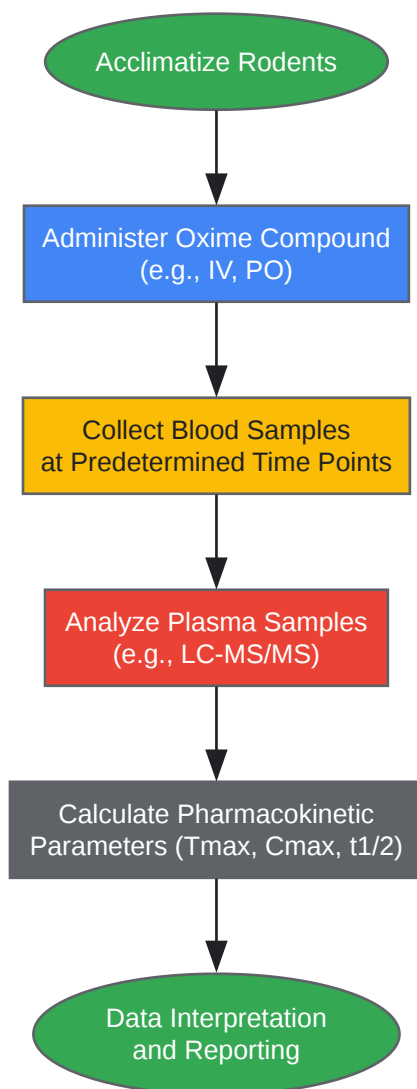 Acclimatize Rodents
Administer Oxime Compound
(e.g., IV, PO)
Collect Blood Samples
at Predetermined Time Points
Analyze Plasma Samples
(e.g., LC-MS/MS)
Calculate Pharmacokinetic
Parameters (Tmax, Cmax, t1/2)
Data Interpretation
and Reporting